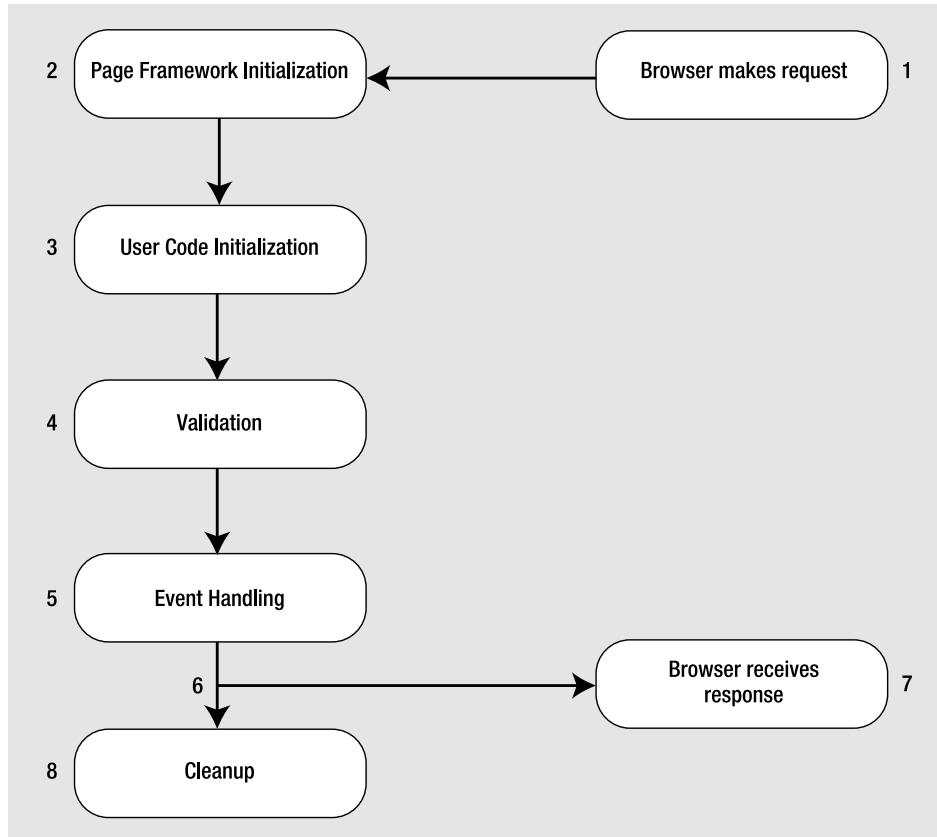 2 Page Framework Initialization
Browser makes request 1
3 User Code Initialization
4 Validation
5 Event Handling
6
Browser receives
response
7
8 Cleanup